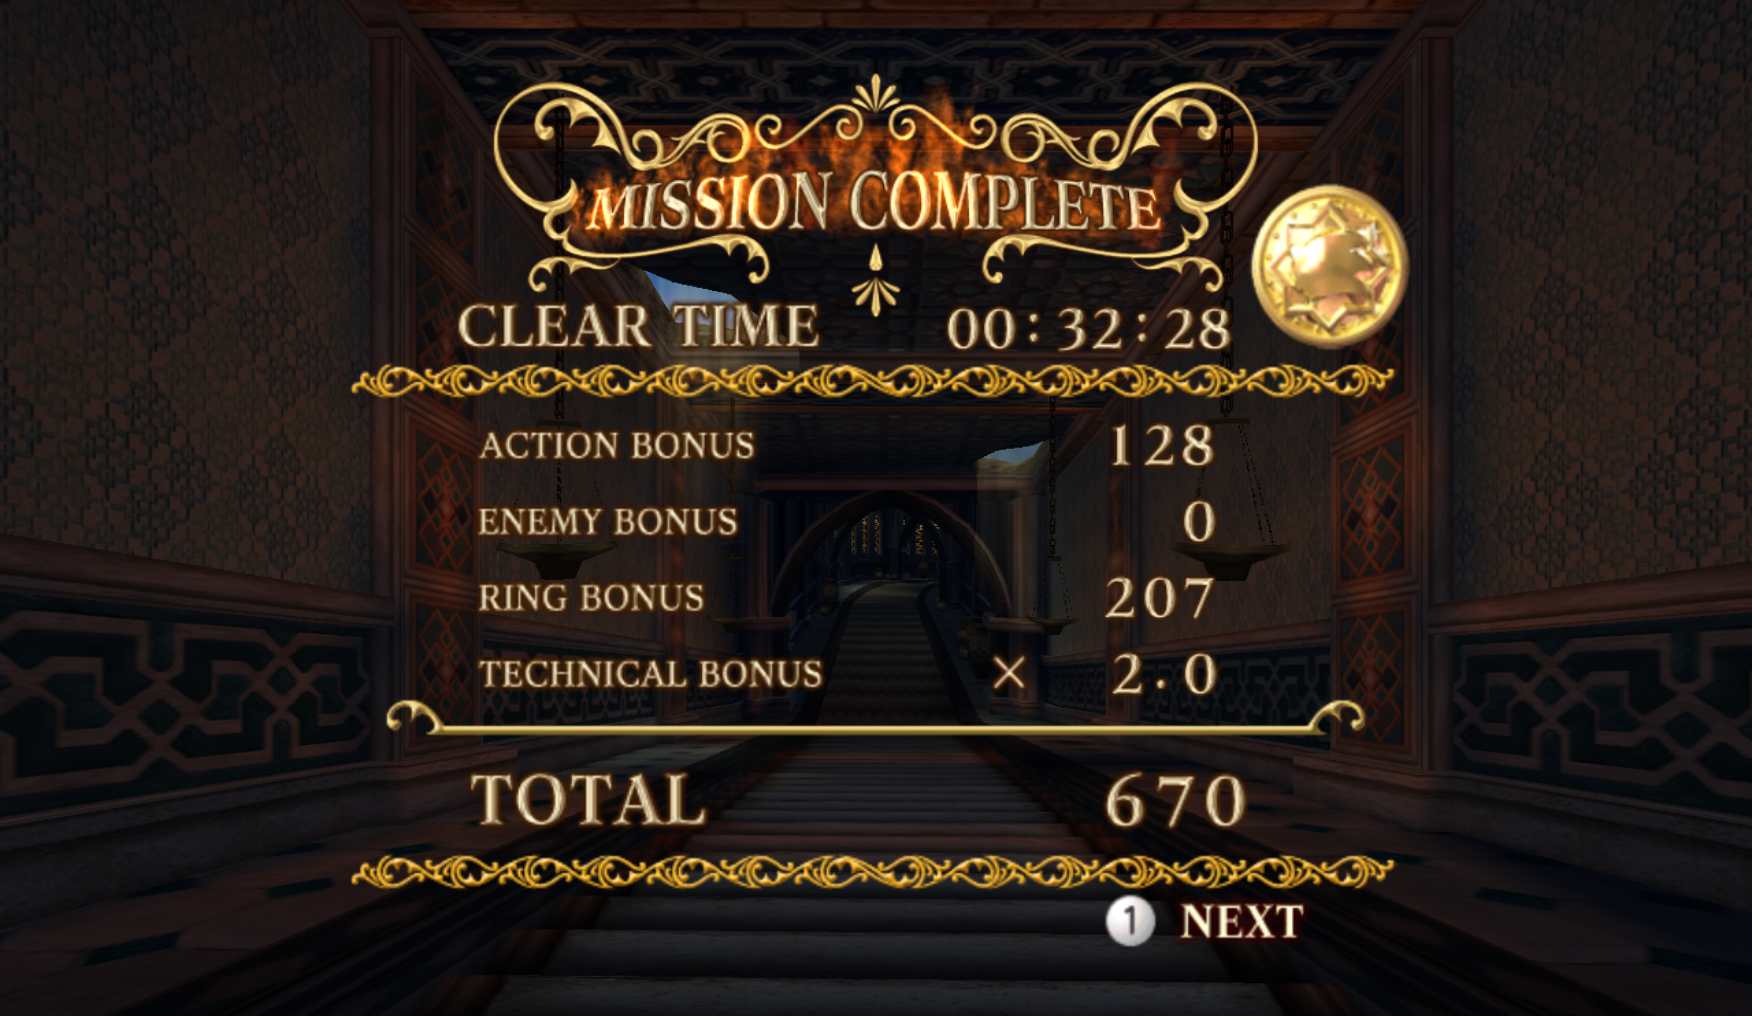 MISSION COMPLETE
CLEAR TIME 00:32:28
ACTION BONUS 128
ENEMY BONUS 0
RING BONUS 207
TECHNICAL BONUS × 2.0
TOTAL 670
1 NEXT